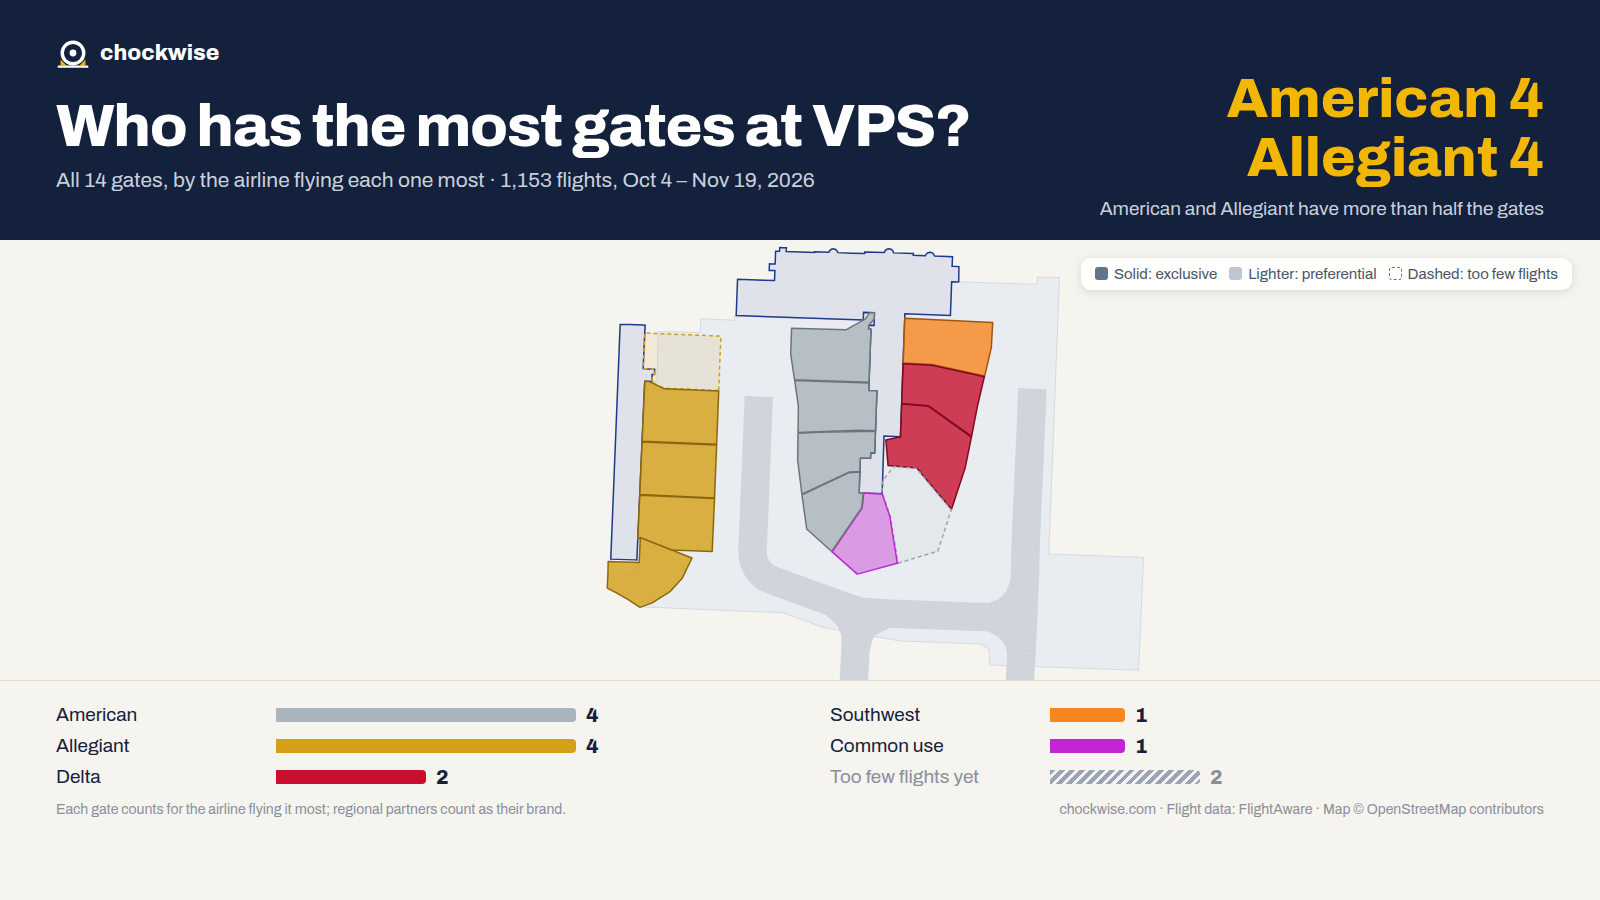 chockwise
Who has the most gates at VPS?
All 14 gates, by the airline flying each one most · 1,153 flights, Oct 4 – Nov 19, 2026
American 4
Allegiant 4
American and Allegiant have more than half the gates
Solid: exclusive Lighter: preferential Dashed: too few flights
American 4
Allegiant 4
Delta 2
Southwest 1
Common use 1
Too few flights yet 2
Each gate counts for the airline flying it most; regional partners count as their brand.
chockwise.com · Flight data: FlightAware · Map © OpenStreetMap contributors